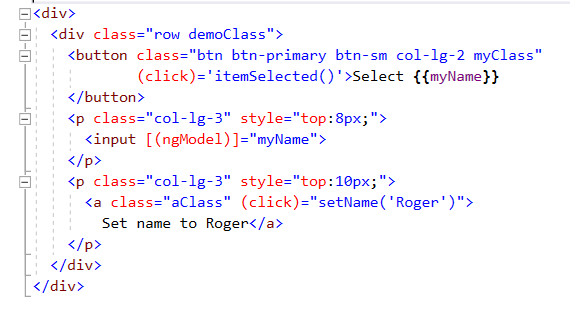 <div>
<div class="row demoClass">
<button class="btn btn-primary btn-sm col-lg-2 myClass"
(click)='itemSelected()'>Select {{myName}}
</button>
<p class="col-lg-3" style="top:8px;">
<input [(ngModel)]="myName">
</p>
<p class="col-lg-3" style="top:10px;">
<a class="aClass" (click)="setName('Roger')">
Set name to Roger</a>
</p>
</div>
</div>